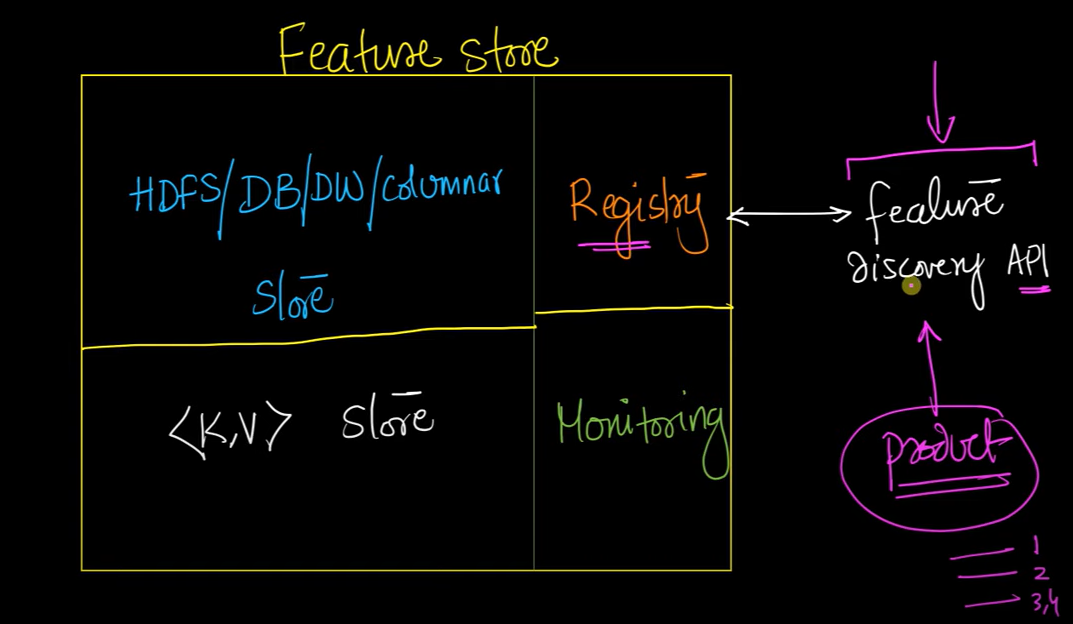 Feature store
HDFS/DB/DW/Columnar
Store
Registry
feature
discovery API
<K,V> Store
Monitoring
product
1
2
3,4